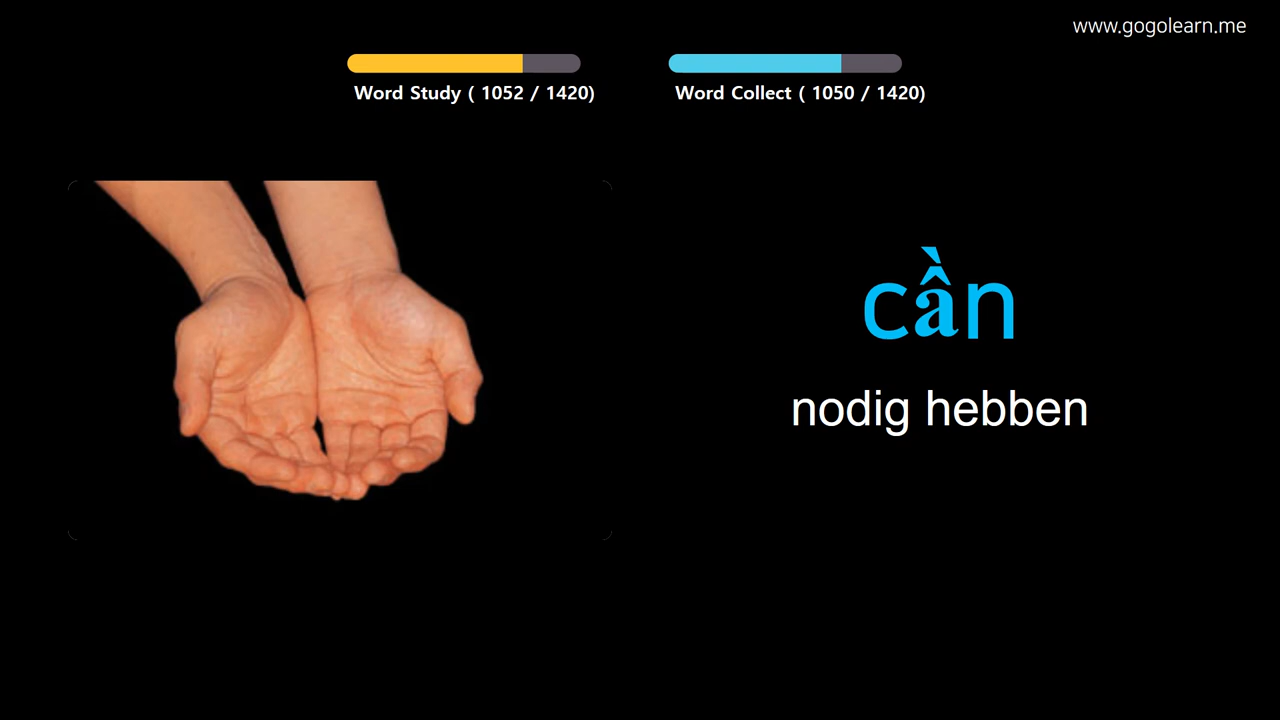 www.gogolearn.me
Word Study ( 1052 / 1420)
Word Collect ( 1050 / 1420)
cần
nodig hebben